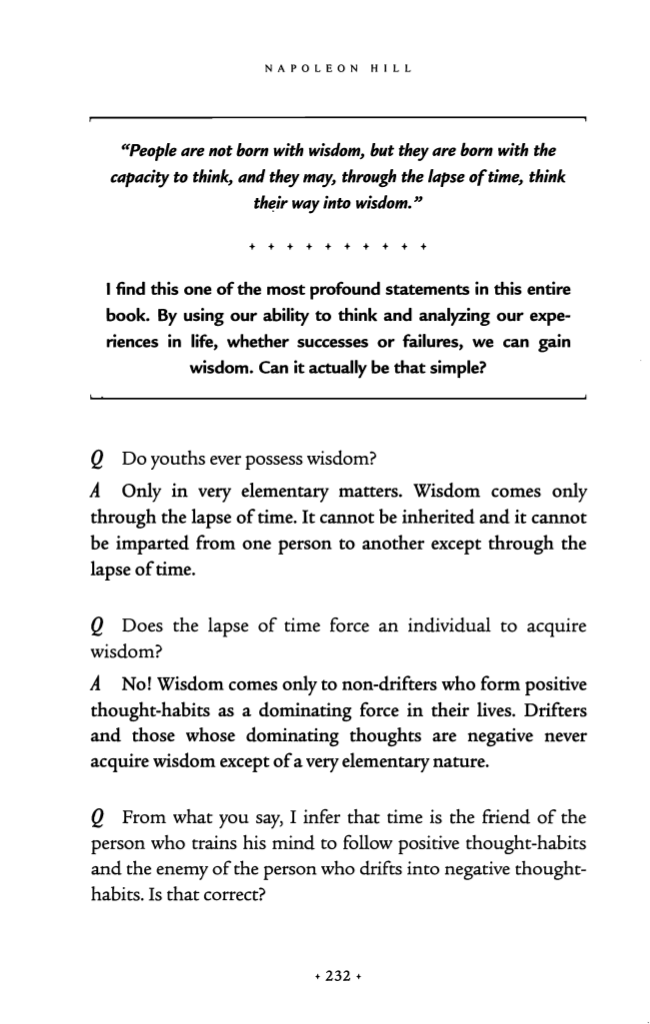 NAPOLEON HILL
“People are not born with wisdom, but they are born with the
capacity to think, and they may, through the lapse of time, think
their way into wisdom.”
+ + + + + + + + + +
I find this one of the most profound statements in this entire
book. By using our ability to think and analyzing our expe-
riences in life, whether successes or failures, we can gain
wisdom. Can it actually be that simple?
Q Do youths ever possess wisdom?
A Only in very elementary matters. Wisdom comes only
through the lapse of time. It cannot be inherited and it cannot
be imparted from one person to another except through the
lapse of time.
Q Does the lapse of time force an individual to acquire
wisdom?
A No! Wisdom comes only to non-drifters who form positive
thought-habits as a dominating force in their lives. Drifters
and those whose dominating thoughts are negative never
acquire wisdom except of a very elementary nature.
Q From what you say, I infer that time is the friend of the
person who trains his mind to follow positive thought-habits
and the enemy of the person who drifts into negative thought-
habits. Is that correct?
+ 232 +